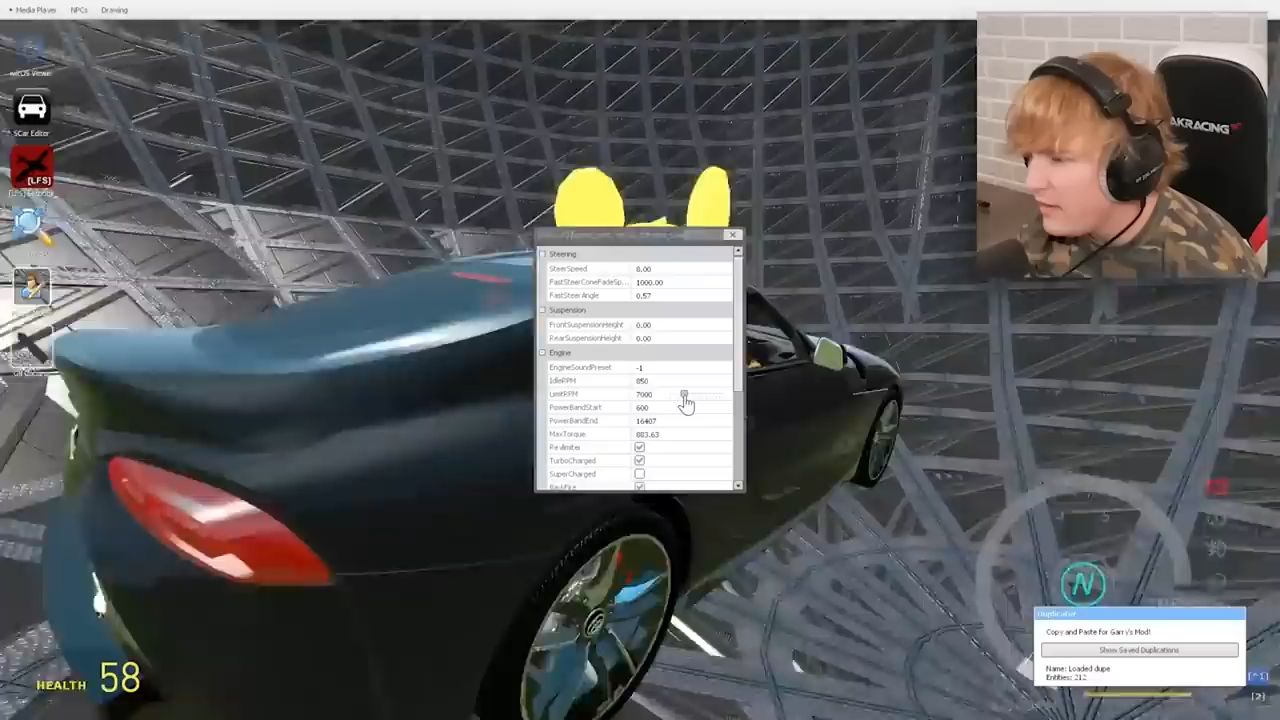 Media Player NPCs Drawing
SCar Editor
[LFS]
AKRACING
Steering
SteerSpeed 8.00
FastSteerConeFadeSp... 1000.00
FastSteerAngle 0.57
Suspension
FrontSuspensionHeight 0.00
RearSuspensionHeight 0.00
Engine
EngineSoundPreset -1
IdleRPM 850
LimitRPM 7000
PowerBandStart 600
PowerBandEnd 16407
MaxTorque 883.63
Revlimiter
TurboCharged
SuperCharged
BackFire
N
Duplicator
Copy and Paste for Garry's Mod!
Show Saved Duplications
Name: Loaded dupe
Entities: 212
HEALTH 58